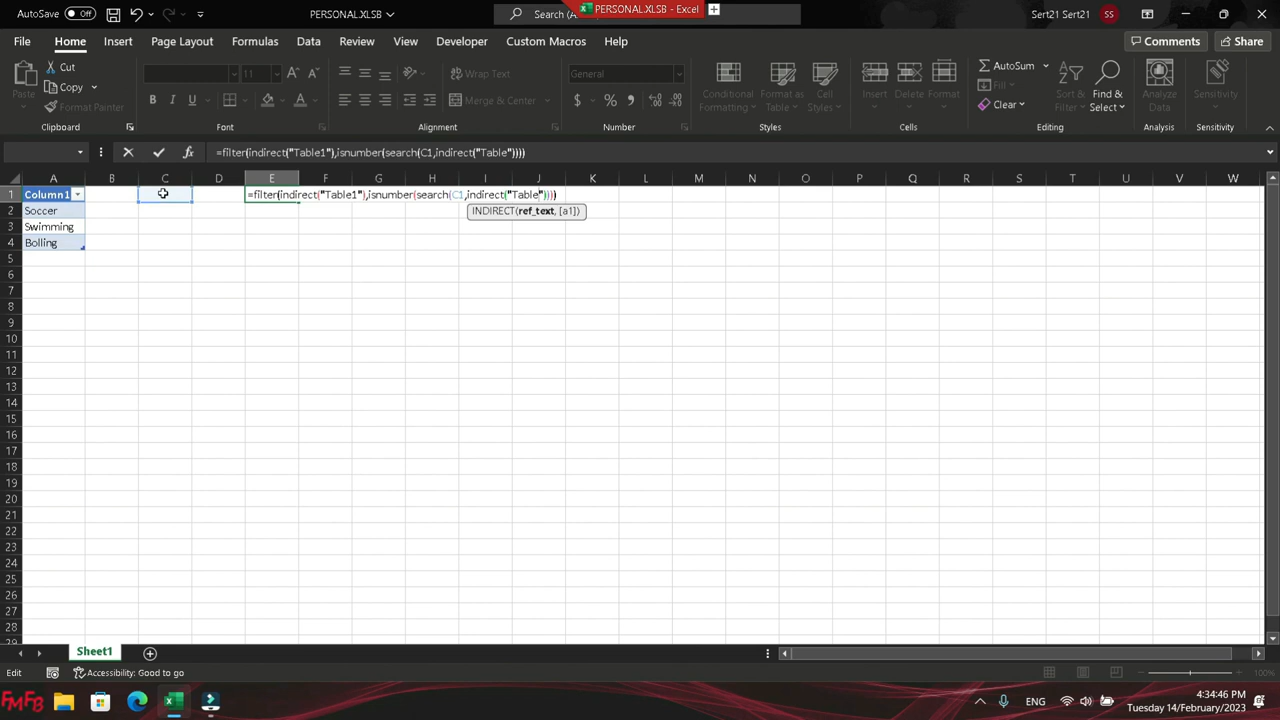 AutoSave Off PERSONAL.XLSB PERSONAL.XLSB - Excel Sert21 Sert21 SS
File Home Insert Page Layout Formulas Data Review View Developer Custom Macros Help Comments Share
Paste Cut Copy Format Painter
11
Wrap Text
Merge & Center
General
Conditional Formatting Format as Table Cell Styles
Insert Delete Format
AutoSum Fill Clear Sort & Filter Find & Select
Analyze Data Sensitivity
Clipboard Font Alignment Number Styles Cells Editing Analysis Sensitivity
=filter(indirect("Table1"),isnumber(search(C1,indirect("Table"))))
A B C D E F G H I J K L M N O P Q R S T U V W
1 Column1 =filter(indirect("Table1"),isnumber(search(C1,indirect("Table"))))
2 Soccer INDIRECT(ref_text, [a1])
3 Swimming
4 Bolling
5
6
7
8
9
10
11
12
13
14
15
16
17
18
19
20
21
22
23
24
25
26
27
28
29
Sheet1
Edit Accessibility: Good to go 100%
FMFB ENG 4:34:46 PM
Tuesday 14/February/2023